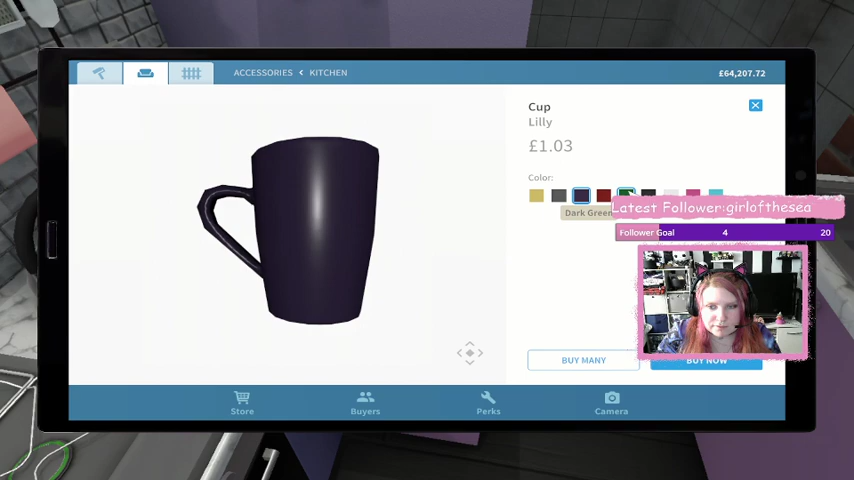 ACCESSORIES < KITCHEN
£64,207.72
Cup
Lilly
£1.03
Color:
Dark Green
Latest Follower:girlofthesea
Follower Goal 4 20
BUY MANY
BUY NOW
Store
Buyers
Perks
Camera